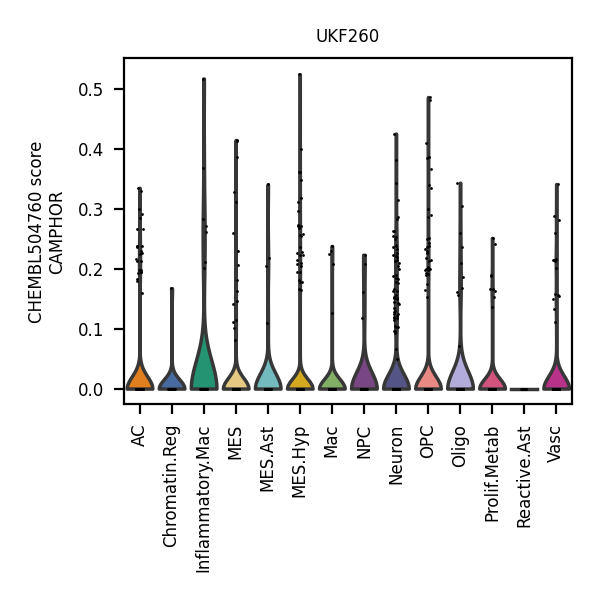 UKF260
CHEMBL504760 score
CAMPHOR
0.5
0.4
0.3
0.2
0.1
0.0
AC
Chromatin.Reg
Inflammatory.Mac
MES
MES.Ast
MES.Hyp
Mac
NPC
Neuron
OPC
Oligo
Prolif.Metab
Reactive.Ast
Vasc